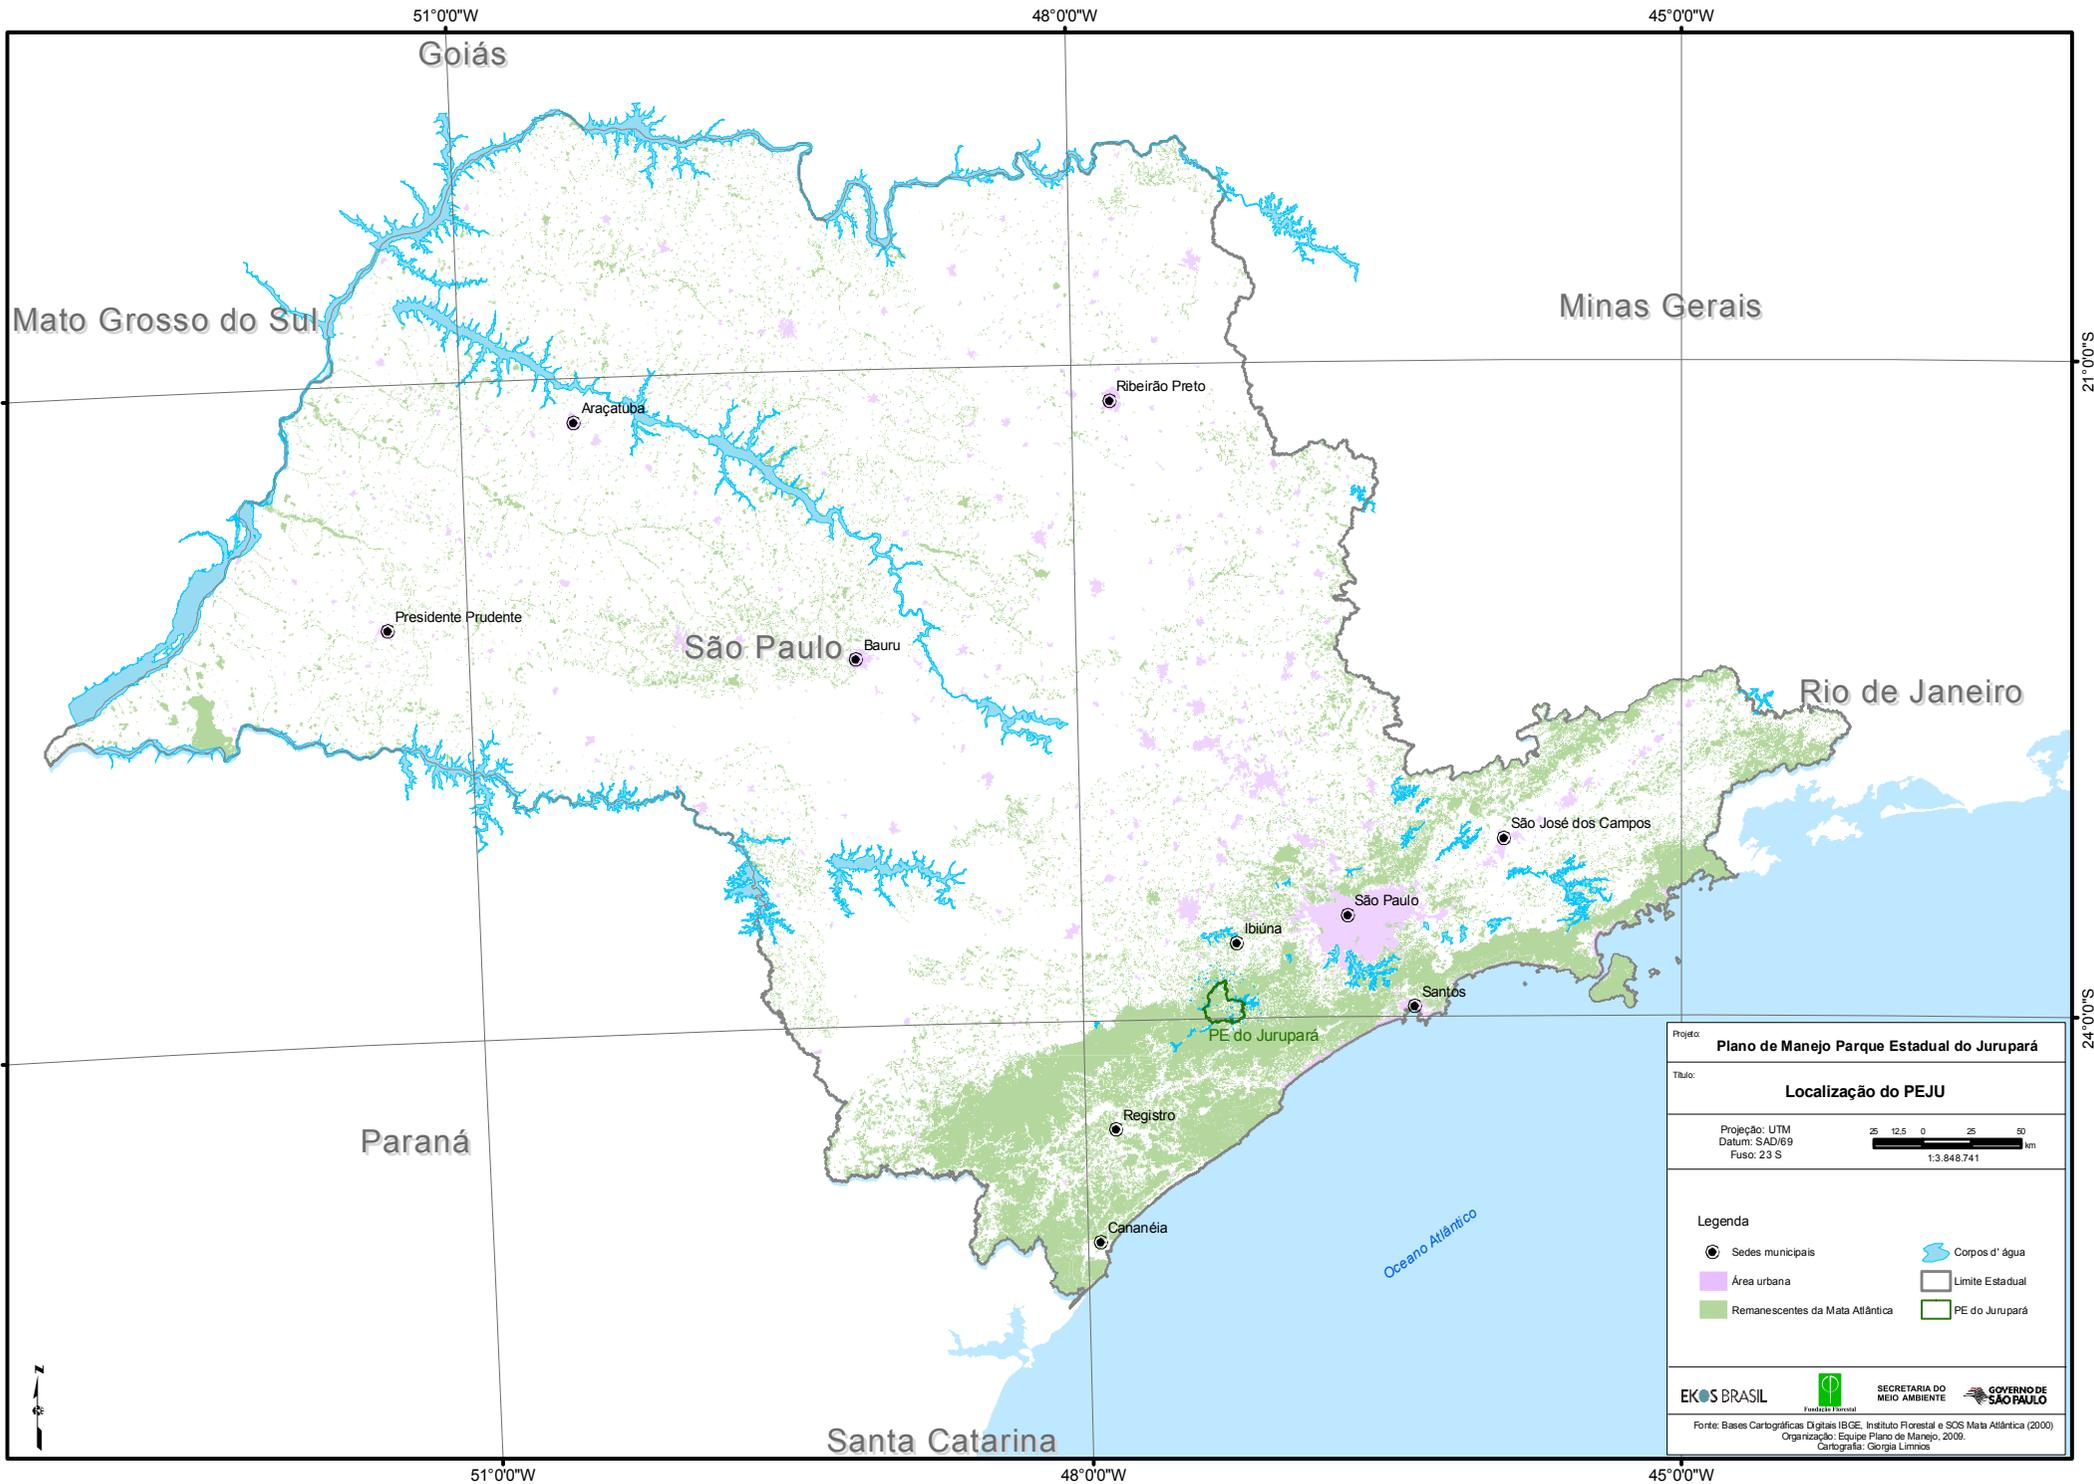 51°0'0"W
48°0'0"W
45°0'0"W
Goiás
Mato Grosso do Sul
Minas Gerais
21°0'0"S
Ribeirão Preto
Araçatuba
Presidente Prudente
São Paulo
Bauru
Rio de Janeiro
São José dos Campos
São Paulo
Ibiúna
Santos
PE do Jurupará
24°0'0"S
Registro
Paraná
Cananéia
Oceano Atlântico
Santa Catarina
Projeto:
Plano de Manejo Parque Estadual do Jurupará
Título:
Localização do PEJU
Projeção: UTM
Datum: SAD/69
Fuso: 23 S
25 12,5 0 25 50
km
1:3.848.741
Legenda
Sedes municipais
Corpos d' água
Área urbana
Limite Estadual
Remanescentes da Mata Atlântica
PE do Jurupará
EKOS BRASIL
Fundação Florestal
SECRETARIA DO
MEIO AMBIENTE
GOVERNO DE
SÃO PAULO
Fonte: Bases Cartográficas Digitais IBGE, Instituto Florestal e SOS Mata Atlântica (2000)
Organização: Equipe Plano de Manejo, 2009.
Cartografia: Giorgia Limnios
N
51°0'0"W
48°0'0"W
45°0'0"W